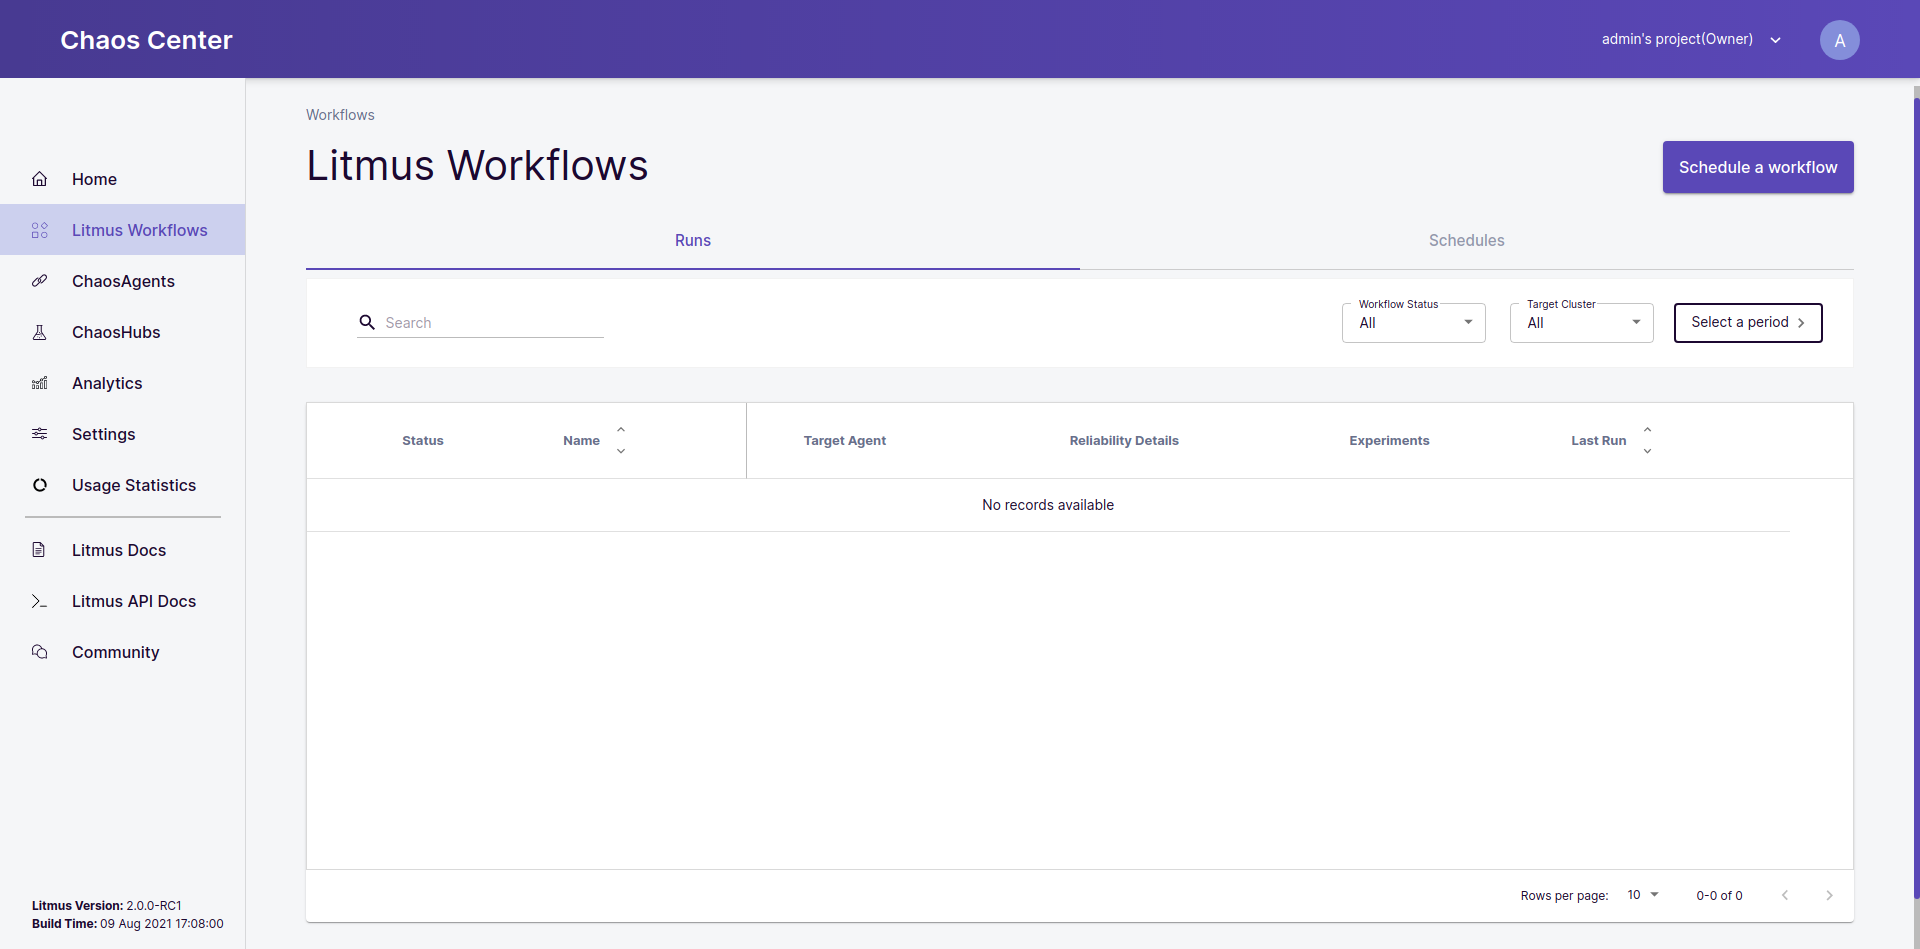 Chaos Center
admin's project(Owner)
A
Home
Litmus Workflows
ChaosAgents
ChaosHubs
Analytics
Settings
Usage Statistics
Litmus Docs
Litmus API Docs
Community
Litmus Version: 2.0.0-RC1
Build Time: 09 Aug 2021 17:08:00
Workflows
Litmus Workflows
Schedule a workflow
Runs
Schedules
Search
Workflow Status
All
Target Cluster
All
Select a period
Status
Name
Target Agent
Reliability Details
Experiments
Last Run
No records available
Rows per page:
10
0-0 of 0